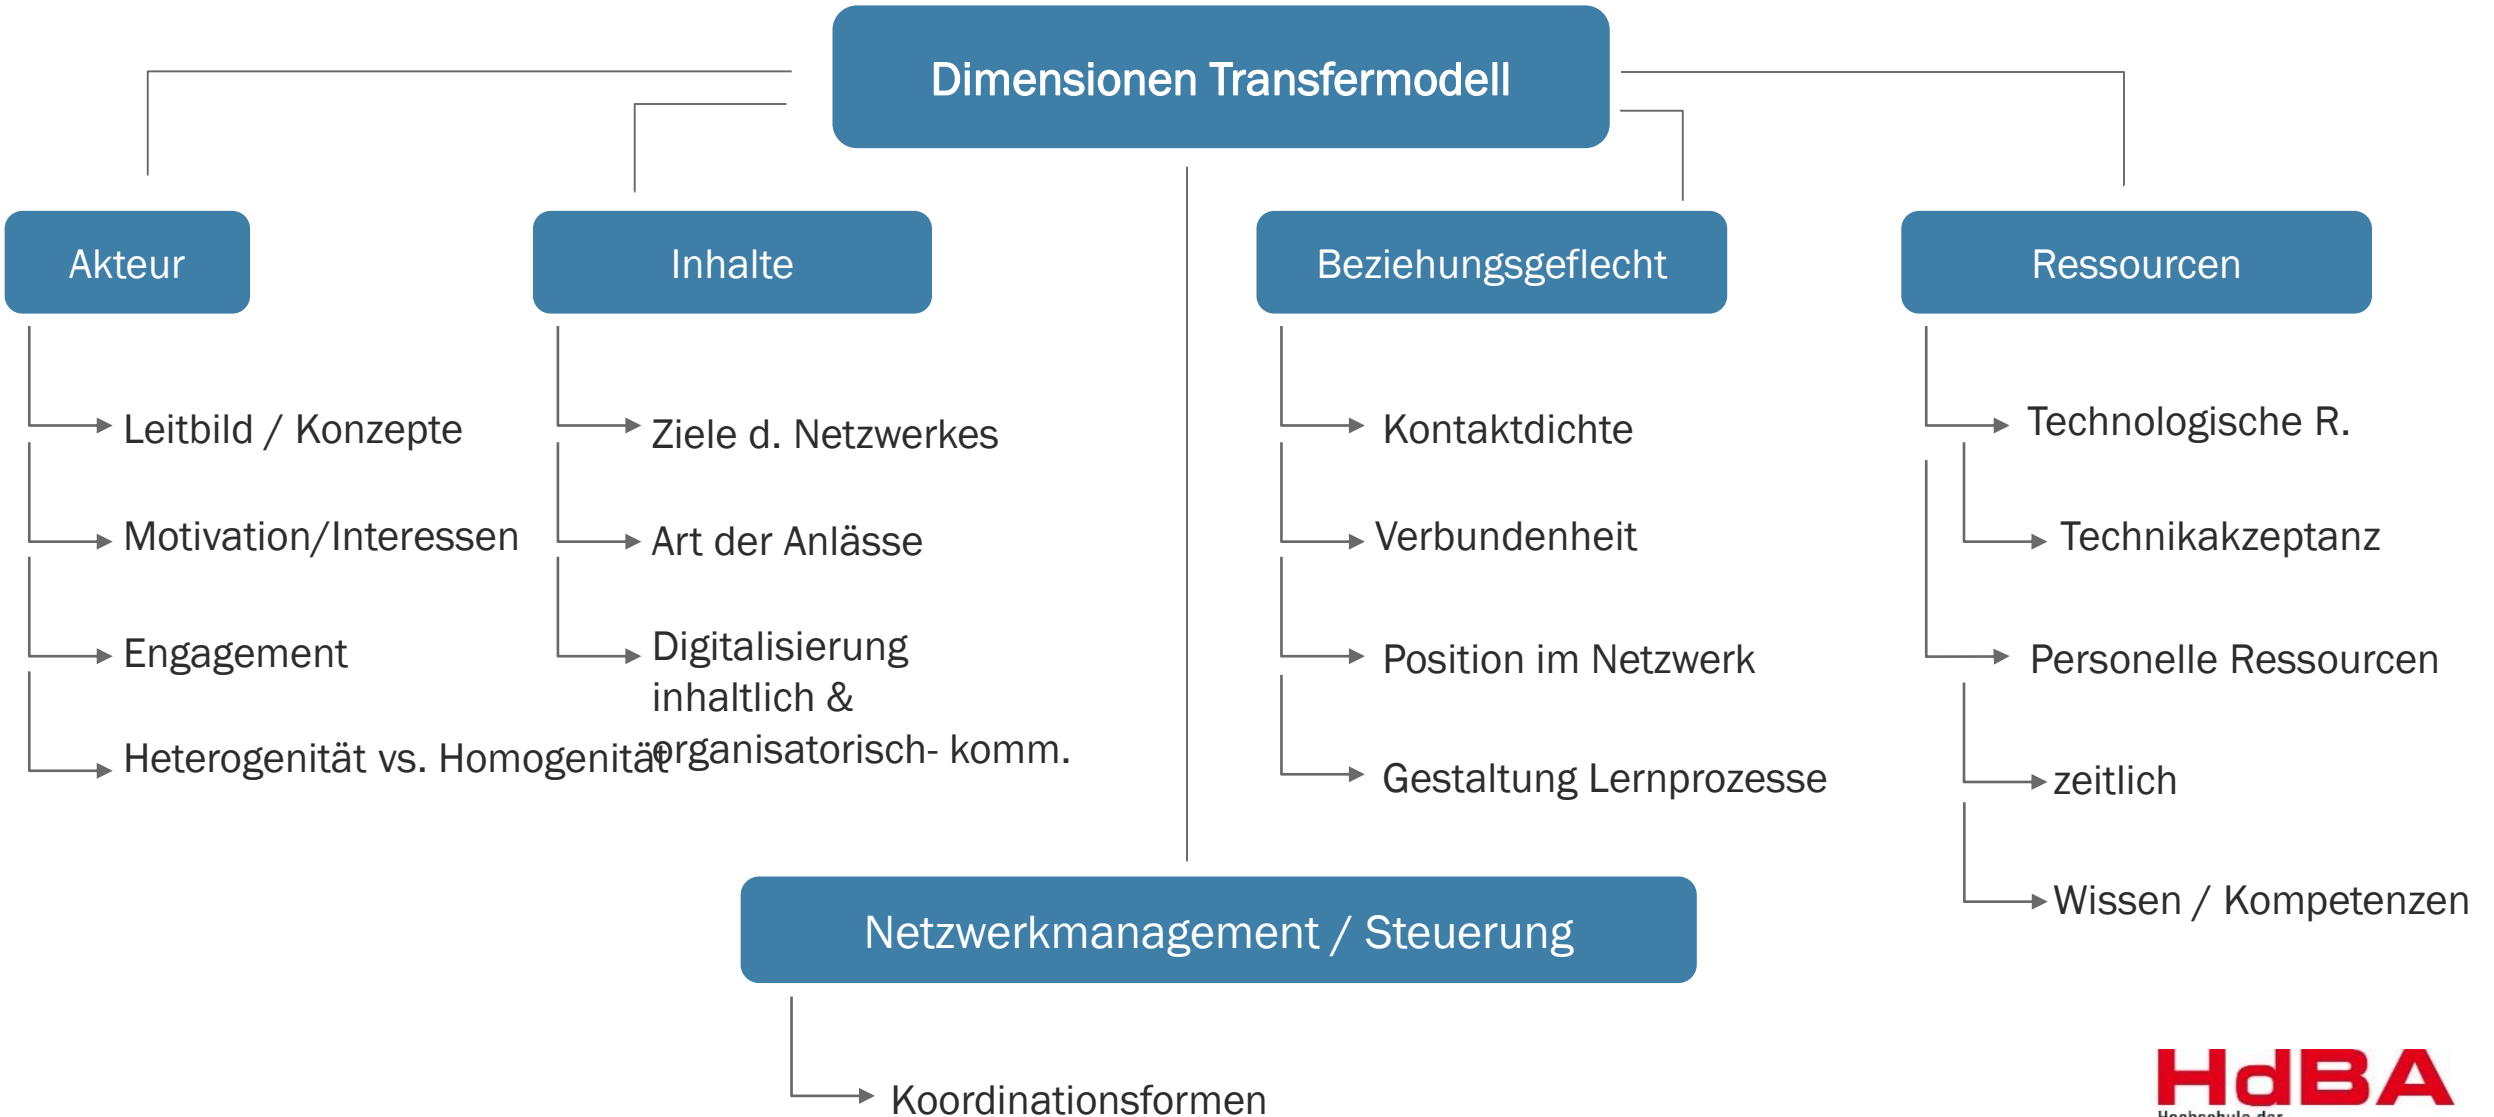 Dimensionen Transfermodell
Akteur
Leitbild / Konzepte
Motivation/Interessen
Engagement
Heterogenität vs. Homogenität
Inhalte
Ziele d. Netzwerkes
Art der Anlässe
Digitalisierung
inhaltlich &
organisatorisch- komm.
Beziehungsgeflecht
Kontaktdichte
Verbundenheit
Position im Netzwerk
Gestaltung Lernprozesse
Ressourcen
Technologische R.
Technikakzeptanz
Personelle Ressourcen
zeitlich
Wissen / Kompetenzen
Netzwerkmanagement / Steuerung
Koordinationsformen
HdBA
Hochschule der